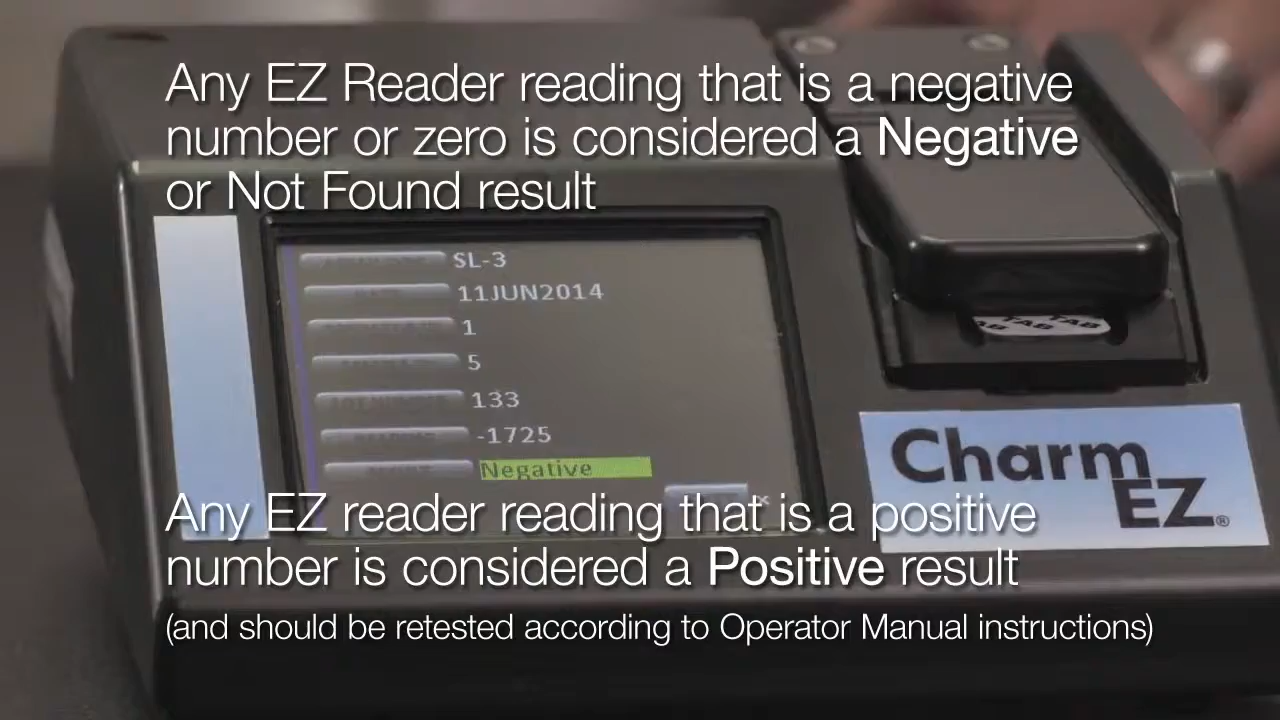 Any EZ Reader reading that is a negative
number or zero is considered a Negative
or Not Found result
SL-3
11JUN2014
1
5
133
-1725
Negative
TAB TAB
Charm
EZ®
Any EZ reader reading that is a positive
number is considered a Positive result
(and should be retested according to Operator Manual instructions)